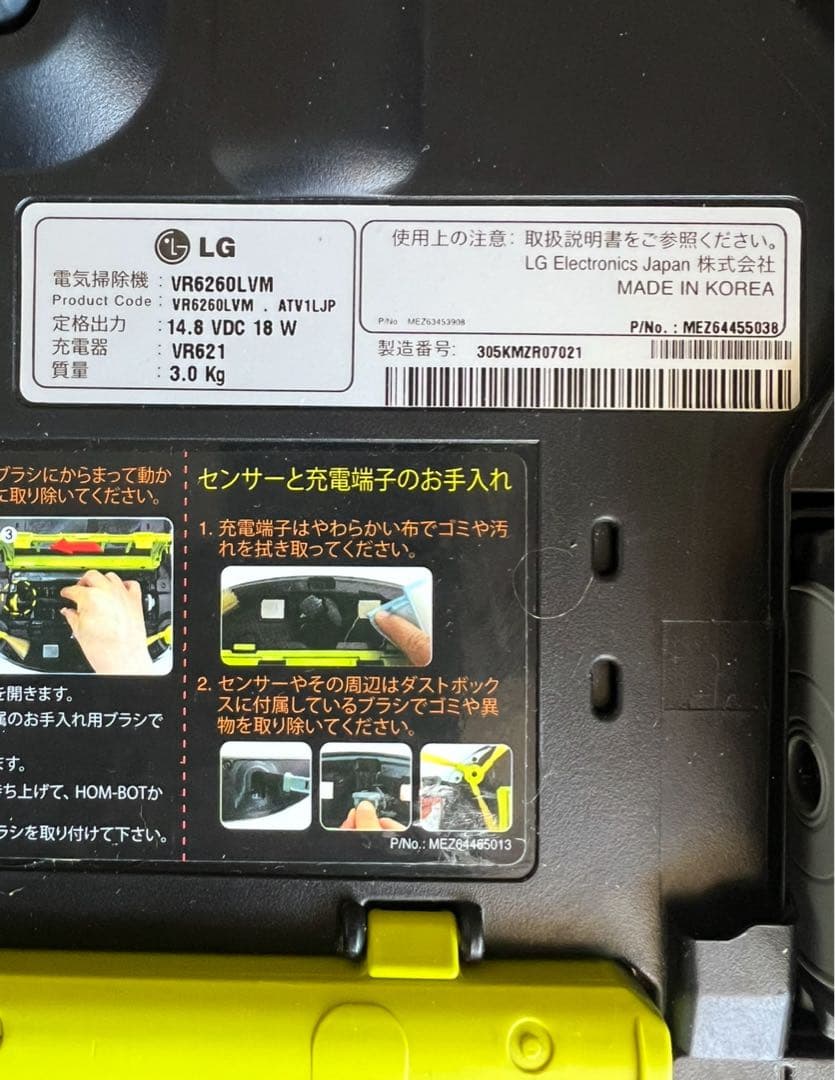 LG
電気掃除機 : VR6260LVM
Product Code : VR6260LVM . ATV1LJP
定格出力 : 14.8 VDC 18 W
充電器 : VR621
質量 : 3.0 Kg
使用上の注意: 取扱説明書をご参照ください。
LG Electronics Japan 株式会社
MADE IN KOREA
P/No MEZ63453908
P/No. : MEZ64455038
製造番号: 305KMZR07021
ブラシにからまって動か
に取り除いてください。
3
を開きます。
属のお手入れ用ブラシで
ます。
ち上げて、HOM-BOTか
ラシを取り付けて下さい。
センサーと充電端子のお手入れ
1. 充電端子はやわらかい布でゴミや汚
れを拭き取ってください。
2. センサーやその周辺はダストボック
スに付属しているブラシでゴミや異
物を取り除いてください。
P/No.: MEZ64465013